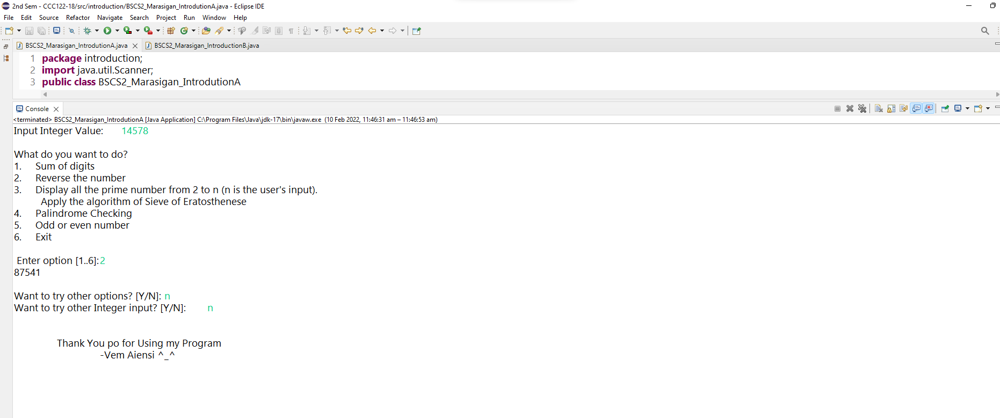 2nd Sem - CCC122-18/src/introduction/BSCS2_Marasigan_IntrodutionA.java - Eclipse IDE
File Edit Source Refactor Navigate Search Project Run Window Help
BSCS2_Marasigan_IntrodutionA.java BSCS2_Marasigan_IntroductionB.java
1 package introduction;
2 import java.util.Scanner;
3 public class BSCS2_Marasigan_IntrodutionA
Console
<terminated> BSCS2_Marasigan_IntrodutionA [Java Application] C:\Program Files\Java\jdk-17\bin\javaw.exe (10 Feb 2022, 11:46:31 am – 11:46:53 am)
Input Integer Value: 14578
What do you want to do?
1. Sum of digits
2. Reverse the number
3. Display all the prime number from 2 to n (n is the user's input).
Apply the algorithm of Sieve of Eratosthenese
4. Palindrome Checking
5. Odd or even number
6. Exit
Enter option [1..6]:2
87541
Want to try other options? [Y/N]: n
Want to try other Integer input? [Y/N]: n
Thank You po for Using my Program
-Vem Aiensi ^_^